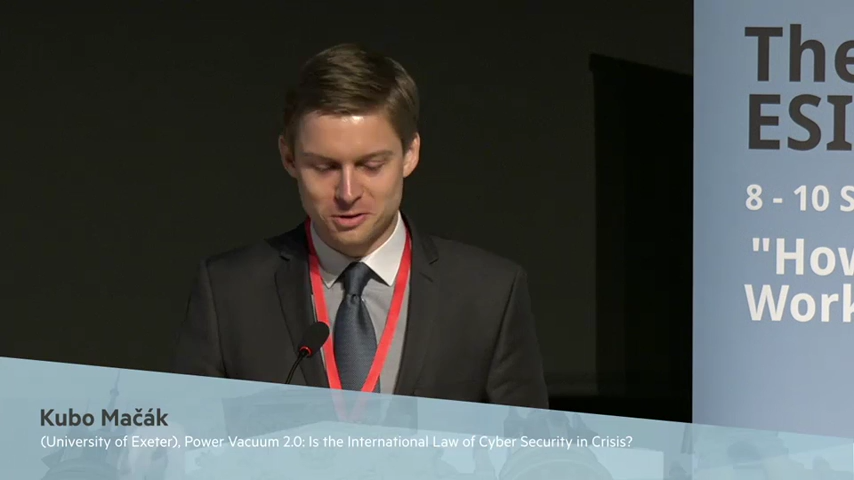 The
ESI
8 - 10 S
"How
Work
Kubo Mačák
(University of Exeter), Power Vacuum 2.0: Is the International Law of Cyber Security in Crisis?